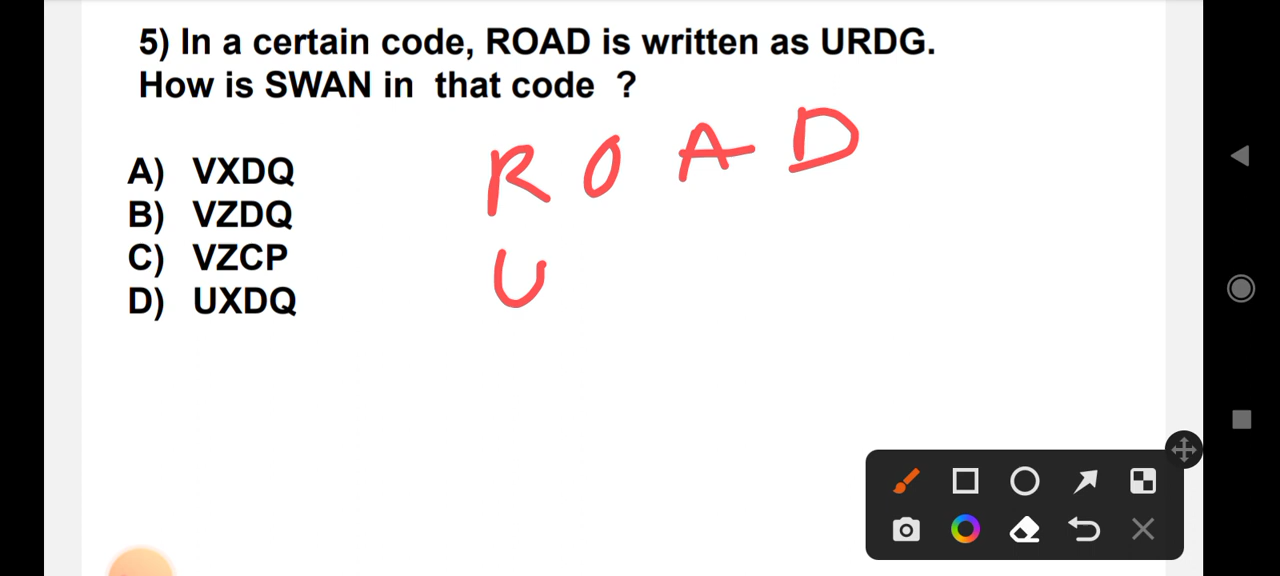 5) In a certain code, ROAD is written as URDG.
How is SWAN in that code ?
R O A D
A) VXDQ
B) VZDQ
C) VZCP
U
D) UXDQ